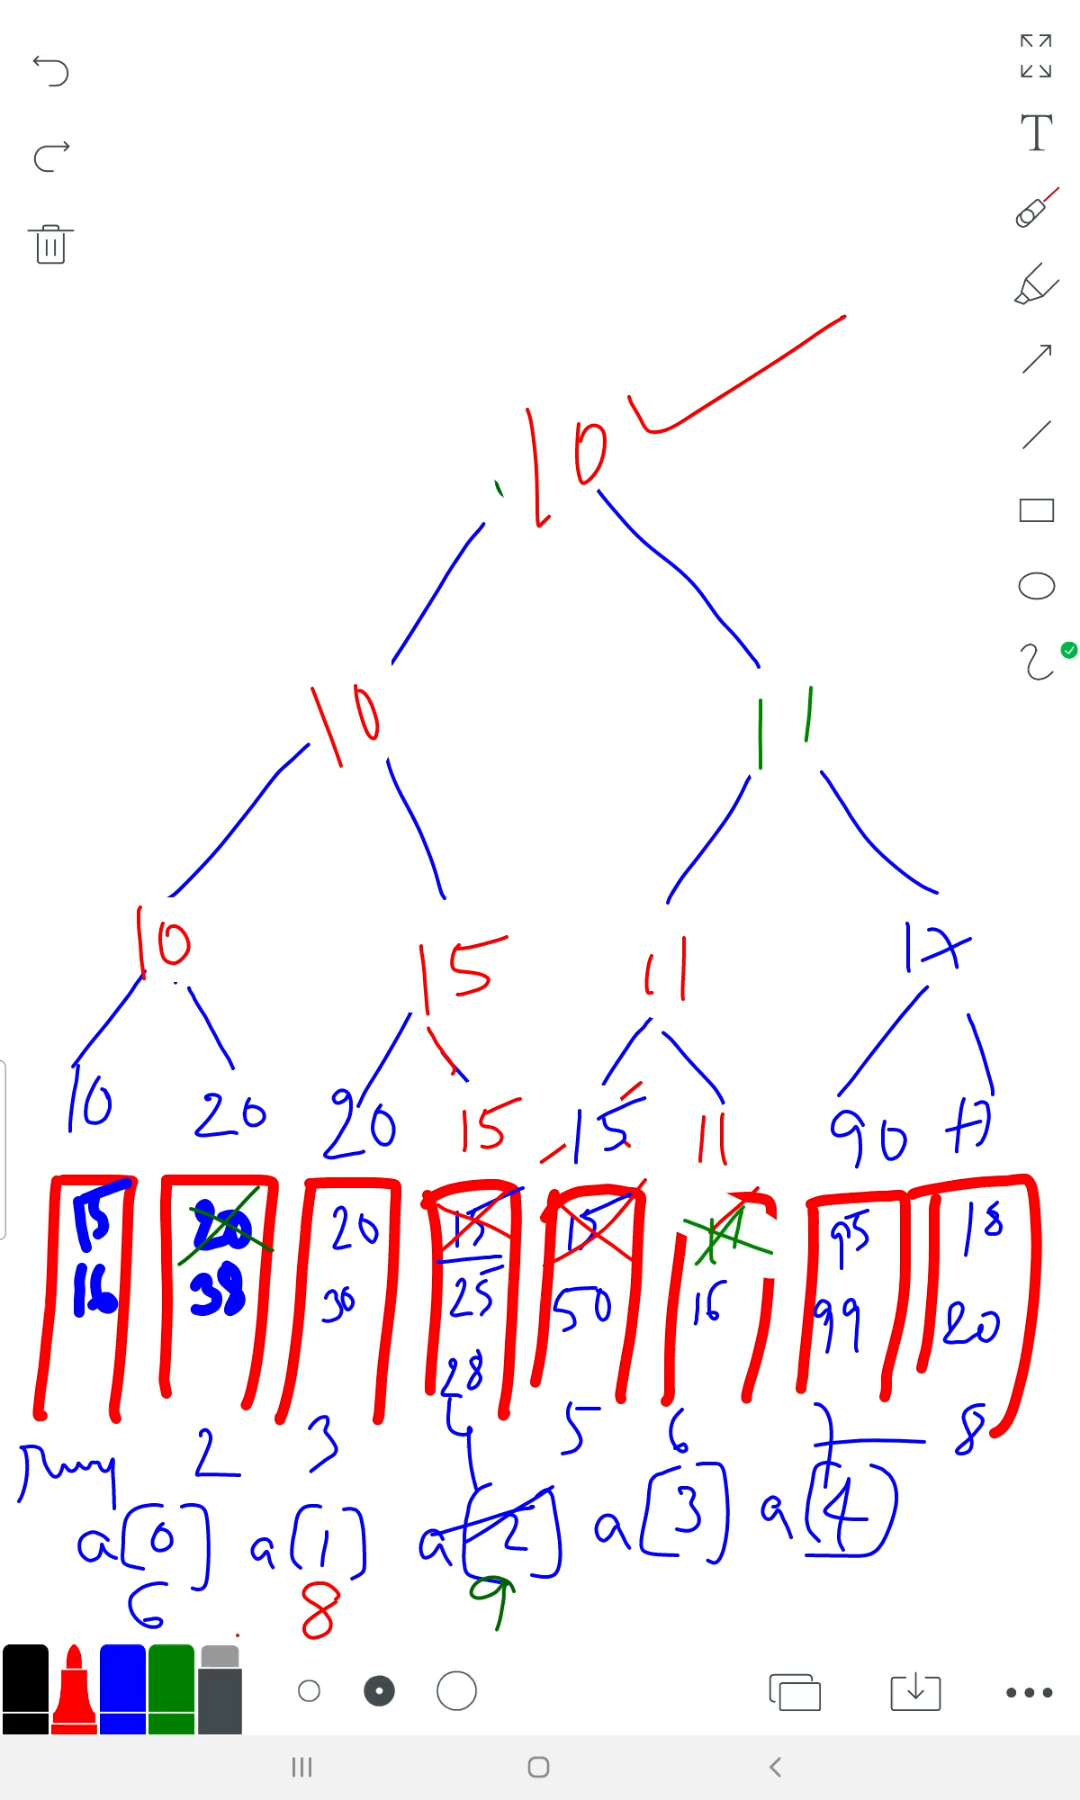 T
10
10 11
10 15 11 17
10 20 20 15 15 11 90 17
15 20 20 15 15 11 95 18
16 38 30 25 50 16 99 20
28
2 3 4 5 6 7 8
a[0] a[1] a[2] a[3] a[4]
6 8 9